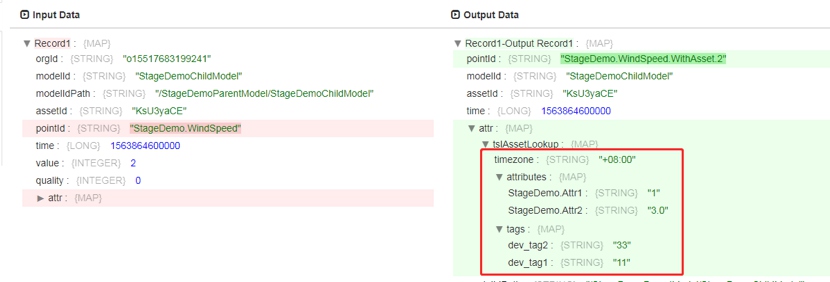 Input Data
Record1 : {MAP}
orgId : {STRING} "o15517683199241"
modelId : {STRING} "StageDemoChildModel"
modelIdPath : {STRING} "/StageDemoParentModel/StageDemoChildModel"
assetId : {STRING} "KsU3yaCE"
pointId : {STRING} "StageDemo.WindSpeed"
time : {LONG} 1563864600000
value : {INTEGER} 2
quality : {INTEGER} 0
attr : {MAP}
Output Data
Record1-Output Record1 : {MAP}
pointId : {STRING} "StageDemo.WindSpeed.WithAsset.2"
modelId : {STRING} "StageDemoChildModel"
assetId : {STRING} "KsU3yaCE"
time : {LONG} 1563864600000
attr : {MAP}
tslAssetLookup : {MAP}
timezone : {STRING} "+08:00"
attributes : {MAP}
StageDemo.Attr1 : {STRING} "1"
StageDemo.Attr2 : {STRING} "3.0"
tags : {MAP}
dev_tag2 : {STRING} "33"
dev_tag1 : {STRING} "11"